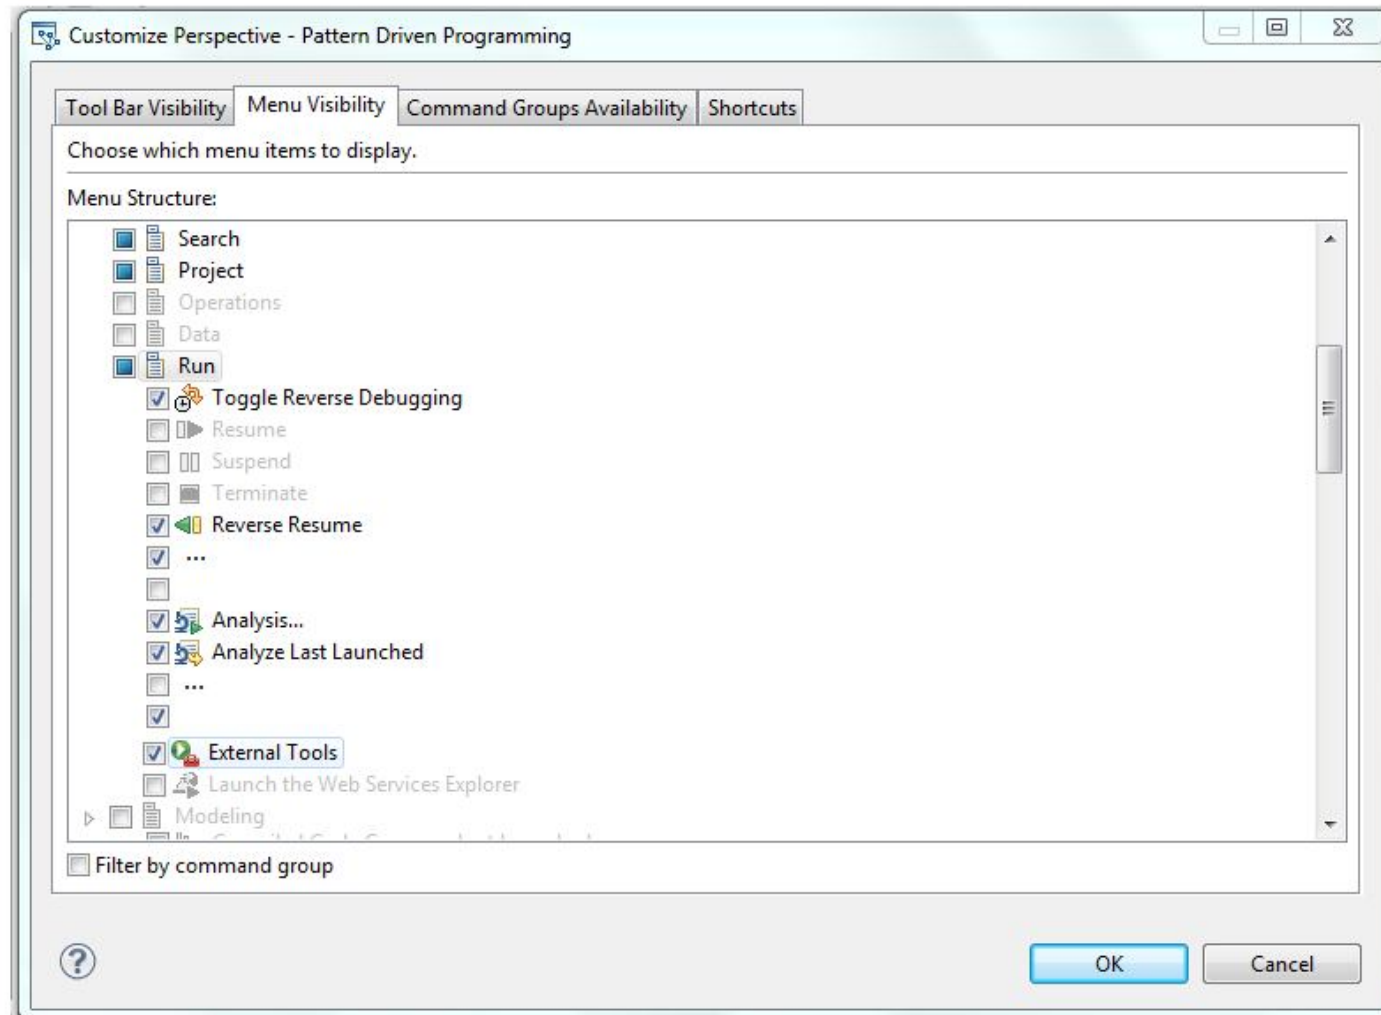 Customize Perspective - Pattern Driven Programming
Tool Bar Visibility Menu Visibility Command Groups Availability Shortcuts
Choose which menu items to display.
Menu Structure:
Search
Project
Operations
Data
Run
Toggle Reverse Debugging
Resume
Suspend
Terminate
Reverse Resume
...
Analysis...
Analyze Last Launched
...
External Tools
Launch the Web Services Explorer
Modeling
Filter by command group
OK Cancel